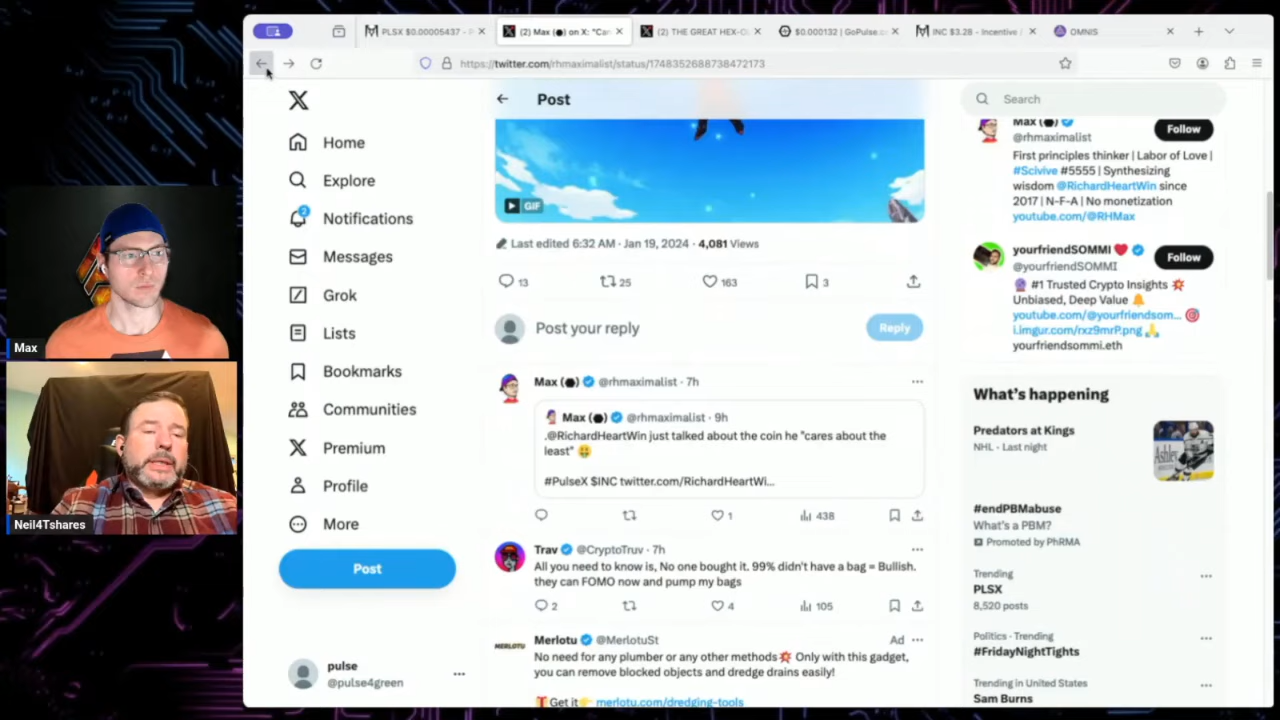 PLSX $0.00005437 - P
(2) Max (●) on X: "Can
(2) THE GREAT HEX-O
$0.000132 | GoPulse.c
INC $3.28 - Incentive /
OMNIS
https://twitter.com/rhmaximalist/status/1748352688738472173
Post
Search
Home
Explore
2
Notifications
Messages
Grok
Lists
Bookmarks
Communities
Premium
Profile
More
Post
pulse
@pulse4green
GIF
Last edited 6:32 AM · Jan 19, 2024 · 4,081 Views
13
25
163
3
Post your reply
Reply
Max (●) @rhmaximalist · 7h
Max (●) @rhmaximalist · 9h
.@RichardHeartWin just talked about the coin he "cares about the
least" 🤑
#PulseX $INC twitter.com/RichardHeartWi...
1
438
Trav @CryptoTruv · 7h
All you need to know is, No one bought it. 99% didn't have a bag = Bullish.
they can FOMO now and pump my bags
2
4
105
Merlotu @MerlotuSt
Ad
No need for any plumber or any other methods💥 Only with this gadget,
you can remove blocked objects and dredge drains easily!
🎁Get it👉 merlotu.com/dredging-tools
Max (●)
@rhmaximalist
Follow
First principles thinker | Labor of Love |
#Scivive #5555 | Synthesizing
wisdom @RichardHeartWin since
2017 | N-F-A | No monetization
youtube.com/@RHMax
yourfriendSOMMI ❤️
@yourfriendSOMMI
Follow
🔮 #1 Trusted Crypto Insights 💥
Unbiased, Deep Value 🔔
youtube.com/@yourfriendsom... 🎯
i.imgur.com/rxz9mrP.png 🙏
yourfriendsommi.eth
What's happening
Predators at Kings
NHL · Last night
#endPBMabuse
What's a PBM?
Promoted by PhRMA
Trending
PLSX
8,520 posts
Politics · Trending
#FridayNightTights
Trending in United States
Sam Burns
Max
Neil4Tshares